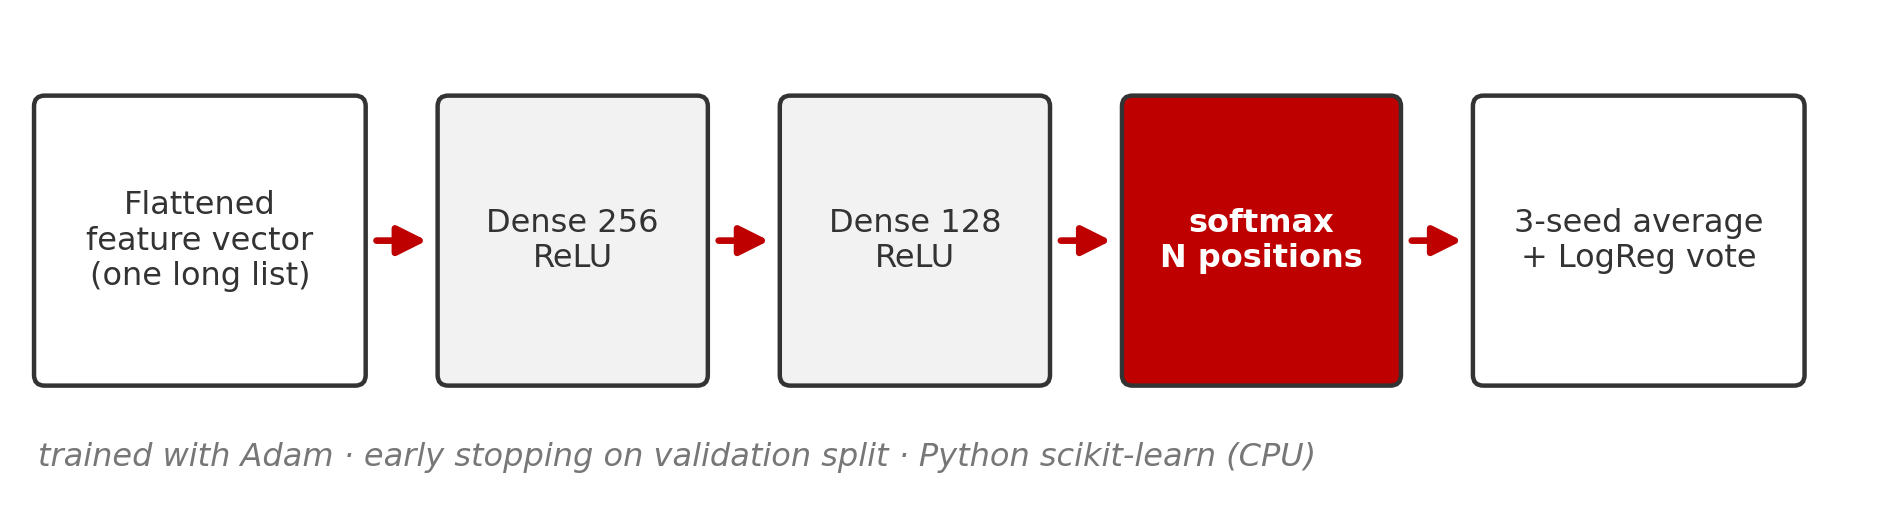 Flattened
feature vector
(one long list)
Dense 256
ReLU
Dense 128
ReLU
softmax
N positions
3-seed average
+ LogReg vote
trained with Adam · early stopping on validation split · Python scikit-learn (CPU)